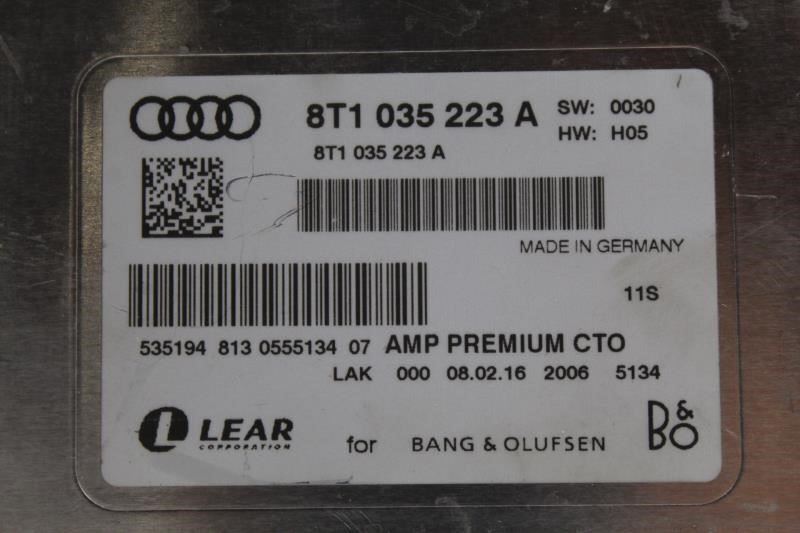 8T1 035 223 A SW: 0030
HW: H05
8T1 035 223 A
MADE IN GERMANY
11S
535194 813 0555134 07 AMP PREMIUM CTO
LAK 000 08.02.16 2006 5134
L LEAR
CORPORATION
for BANG & OLUFSEN
B&O